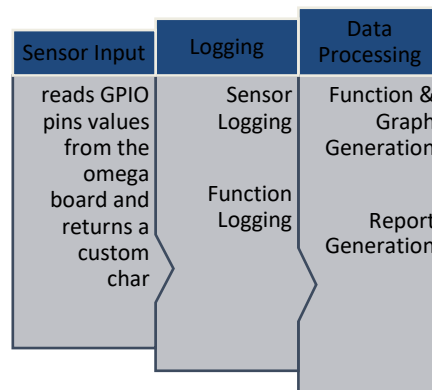 Sensor Input
reads GPIO
pins values
from the
omega
board and
returns a
custom
char
Logging
Sensor
Logging
Function
Logging
Data
Processing
Function &
Graph
Generation
Report
Generation